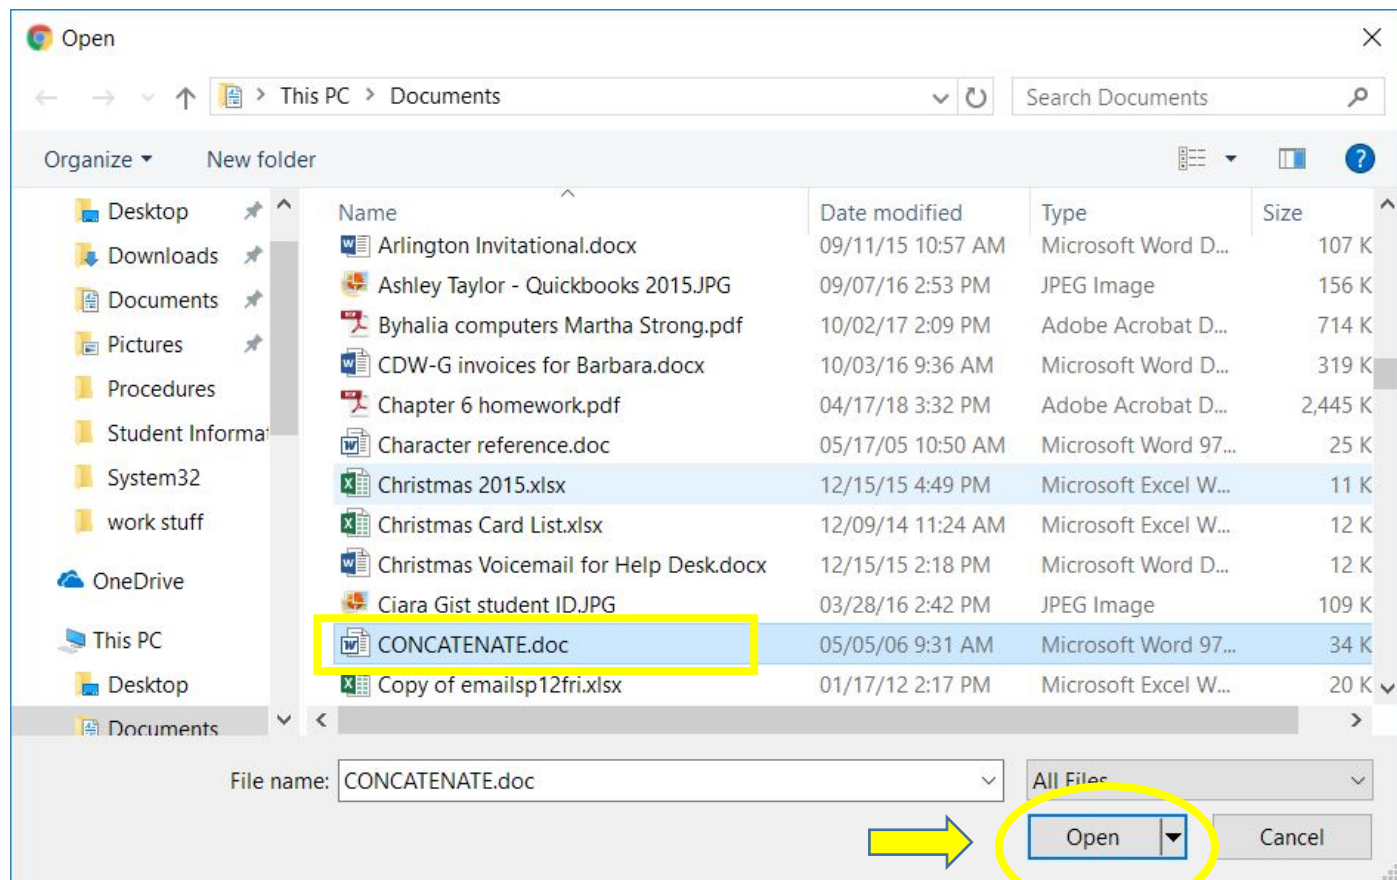 Open
This PC > Documents
Search Documents
Organize
New folder
Desktop
Downloads
Documents
Pictures
Procedures
Student Informat
System32
work stuff
OneDrive
This PC
Desktop
Documents
Name Date modified Type Size
Arlington Invitational.docx 09/11/15 10:57 AM Microsoft Word D... 107 K
Ashley Taylor - Quickbooks 2015.JPG 09/07/16 2:53 PM JPEG Image 156 K
Byhalia computers Martha Strong.pdf 10/02/17 2:09 PM Adobe Acrobat D... 714 K
CDW-G invoices for Barbara.docx 10/03/16 9:36 AM Microsoft Word D... 319 K
Chapter 6 homework.pdf 04/17/18 3:32 PM Adobe Acrobat D... 2,445 K
Character reference.doc 05/17/05 10:50 AM Microsoft Word 97... 25 K
Christmas 2015.xlsx 12/15/15 4:49 PM Microsoft Excel W... 11 K
Christmas Card List.xlsx 12/09/14 11:24 AM Microsoft Excel W... 12 K
Christmas Voicemail for Help Desk.docx 12/15/15 2:18 PM Microsoft Word D... 12 K
Ciara Gist student ID.JPG 03/28/16 2:42 PM JPEG Image 109 K
CONCATENATE.doc 05/05/06 9:31 AM Microsoft Word 97... 34 K
Copy of emailsp12fri.xlsx 01/17/12 2:17 PM Microsoft Excel W... 20 K
File name: CONCATENATE.doc
All Files
Open
Cancel